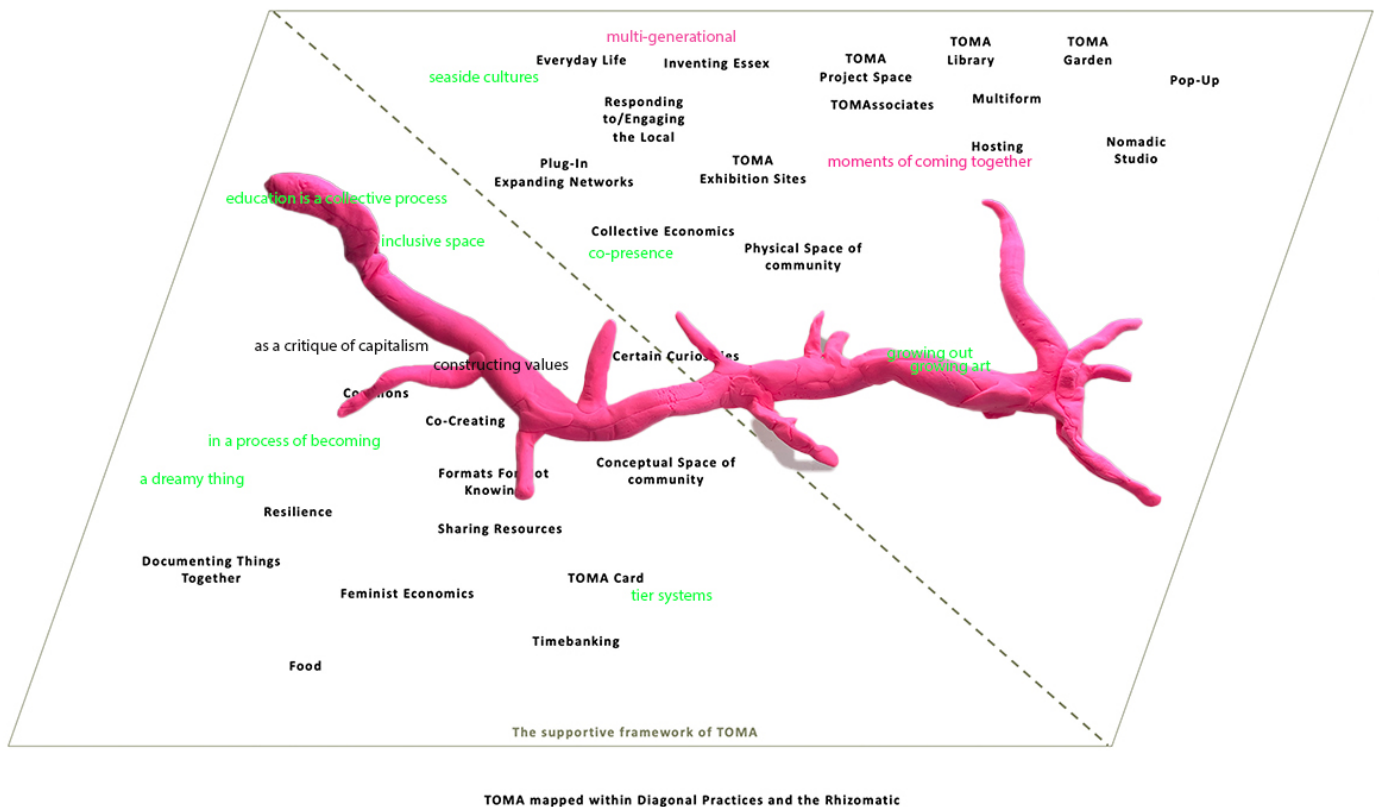 multi-generational
Everyday Life
Inventing Essex
seaside cultures
TOMA
Project Space
TOMA
Library
TOMA
Garden
Pop-Up
Responding
to/Engaging
the Local
TOMAssociates
Multiform
Hosting
Nomadic
Studio
moments of coming together
Plug-In
Expanding Networks
TOMA
Exhibition Sites
education is a collective process
inclusive space
Collective Economics
co-presence
Physical Space of
community
as a critique of capitalism
constructing values
Certain
growing out
growing art
Co-Creating
in a process of becoming
a dreamy thing
Formats
Conceptual Space of
community
Resilience
Sharing Resources
Documenting Things
Together
Feminist Economics
TOMA Card
tier systems
Timebanking
Food
The supportive framework of TOMA
TOMA mapped within Diagonal Practices and the Rhizomatic